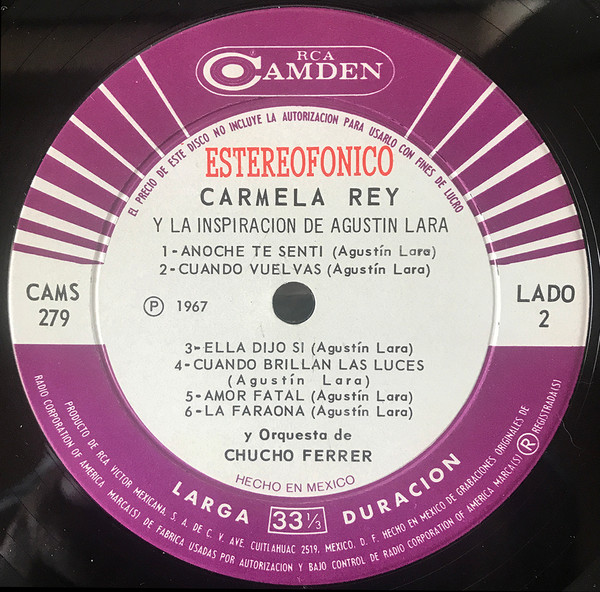 RCA
CAMDEN
EL PRECIO DE ESTE DISCO NO INCLUYE LA AUTORIZACION PARA USARLO CON FINES DE LUCRO
ESTEREOFONICO
CARMELA REY
Y LA INSPIRACION DE AGUSTIN LARA
1-ANOCHE TE SENTI (Agustín Lara)
2-CUANDO VUELVAS (Agustín Lara)
CAMS
279
Ⓟ 1967
LADO
2
3-ELLA DIJO SI (Agustín Lara)
4-CUANDO BRILLAN LAS LUCES
(Agustín Lara)
5-AMOR FATAL (Agustín Lara)
6-LA FARAONA (Agustín Lara)
y Orquesta de
CHUCHO FERRER
HECHO EN MEXICO
LARGA 33⅓ DURACION
PRODUCTO DE RCA VICTOR MEXICANA, S. A. DE C. V. AVE. CUITLAHUAC 2519, MEXICO, D. F. HECHO EN MEXICO DE GRABACIONES ORIGINALES DE
RADIO CORPORATION OF AMERICA MARCA(S) DE FABRICA USADAS POR AUTORIZACION Y BAJO CONTROL DE RADIO CORPORATION OF AMERICA MARCA(S) ® REGISTRADA(S)